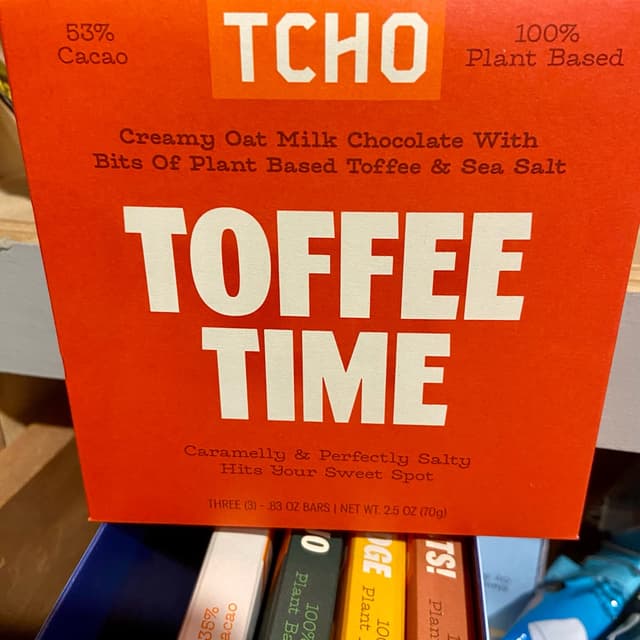 53%
Cacao
TCHO
100%
Plant Based
Creamy Oat Milk Chocolate With
Bits Of Plant Based Toffee & Sea Salt
TOFFEE
TIME
Caramelly & Perfectly Salty
Hits Your Sweet Spot
THREE (3) - .83 OZ BARS | NET WT. 2.5 OZ (70g)
Cacao
100%
Plant Ba
DGE
Plant
TS!
Plan